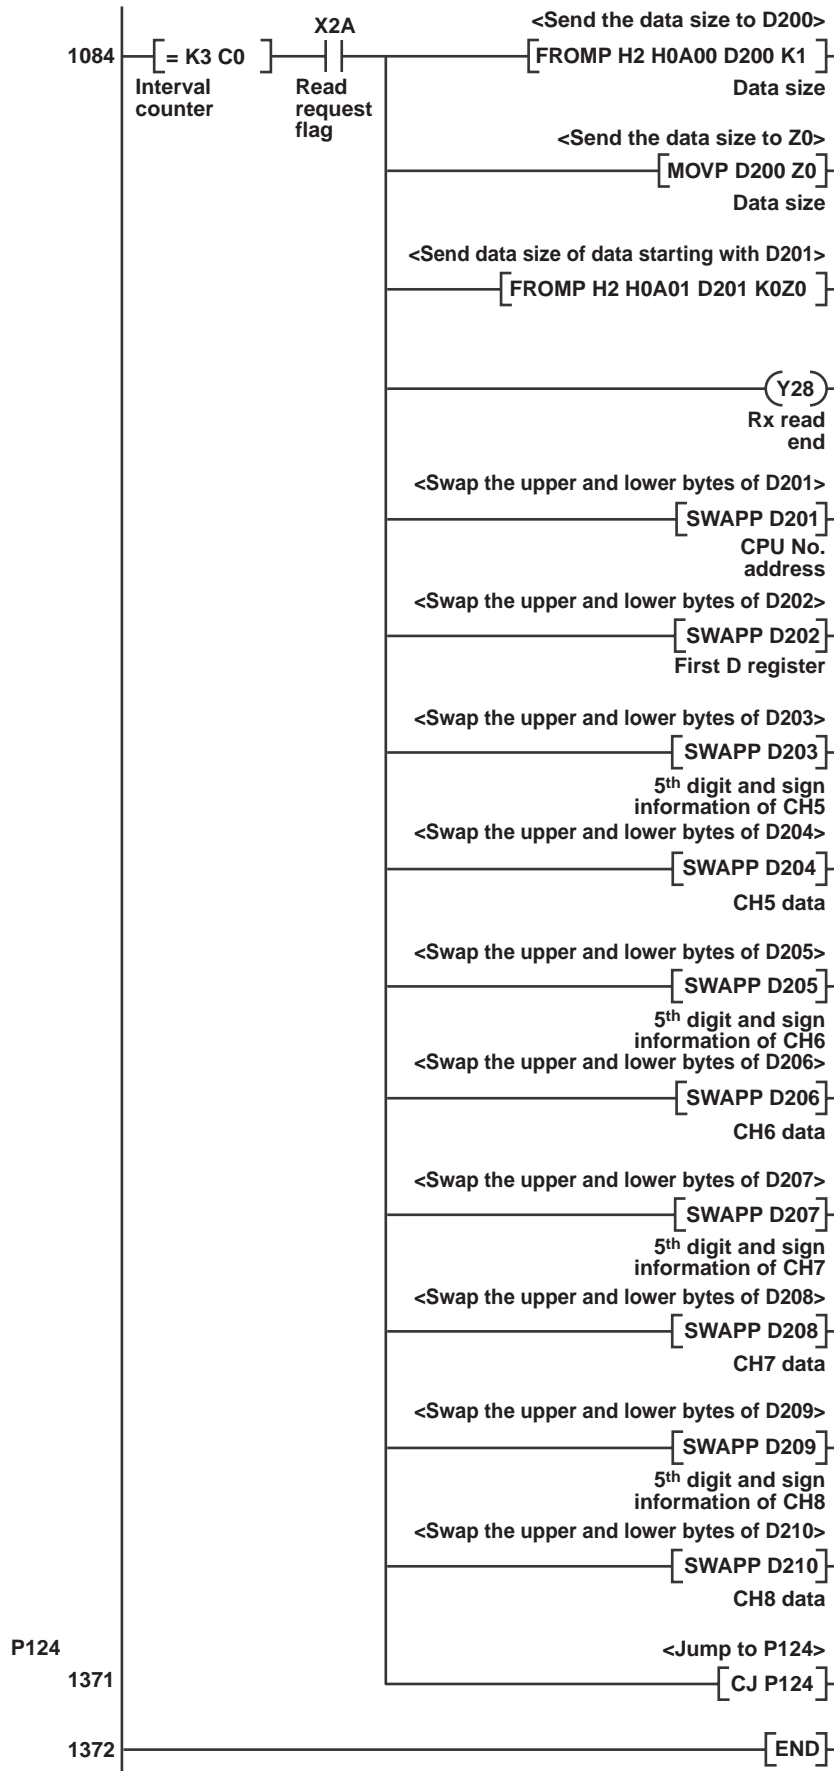 <Send the data size to D200>
X2A
1084 = K3 C0 FROMP H2 H0A00 D200 K1
Interval counter
Read request flag
Data size
<Send the data size to Z0>
MOVP D200 Z0
Data size
<Send data size of data starting with D201>
FROMP H2 H0A01 D201 K0Z0
Y28
Rx read
end
<Swap the upper and lower bytes of D201>
SWAPP D201
CPU No.
address
<Swap the upper and lower bytes of D202>
SWAPP D202
First D register
<Swap the upper and lower bytes of D203>
SWAPP D203
5th digit and sign
information of CH5
<Swap the upper and lower bytes of D204>
SWAPP D204
CH5 data
<Swap the upper and lower bytes of D205>
SWAPP D205
5th digit and sign
information of CH6
<Swap the upper and lower bytes of D206>
SWAPP D206
CH6 data
<Swap the upper and lower bytes of D207>
SWAPP D207
5th digit and sign
information of CH7
<Swap the upper and lower bytes of D208>
SWAPP D208
CH7 data
<Swap the upper and lower bytes of D209>
SWAPP D209
5th digit and sign
information of CH8
<Swap the upper and lower bytes of D210>
SWAPP D210
CH8 data
P124 <Jump to P124>
1371 CJ P124
1372 END